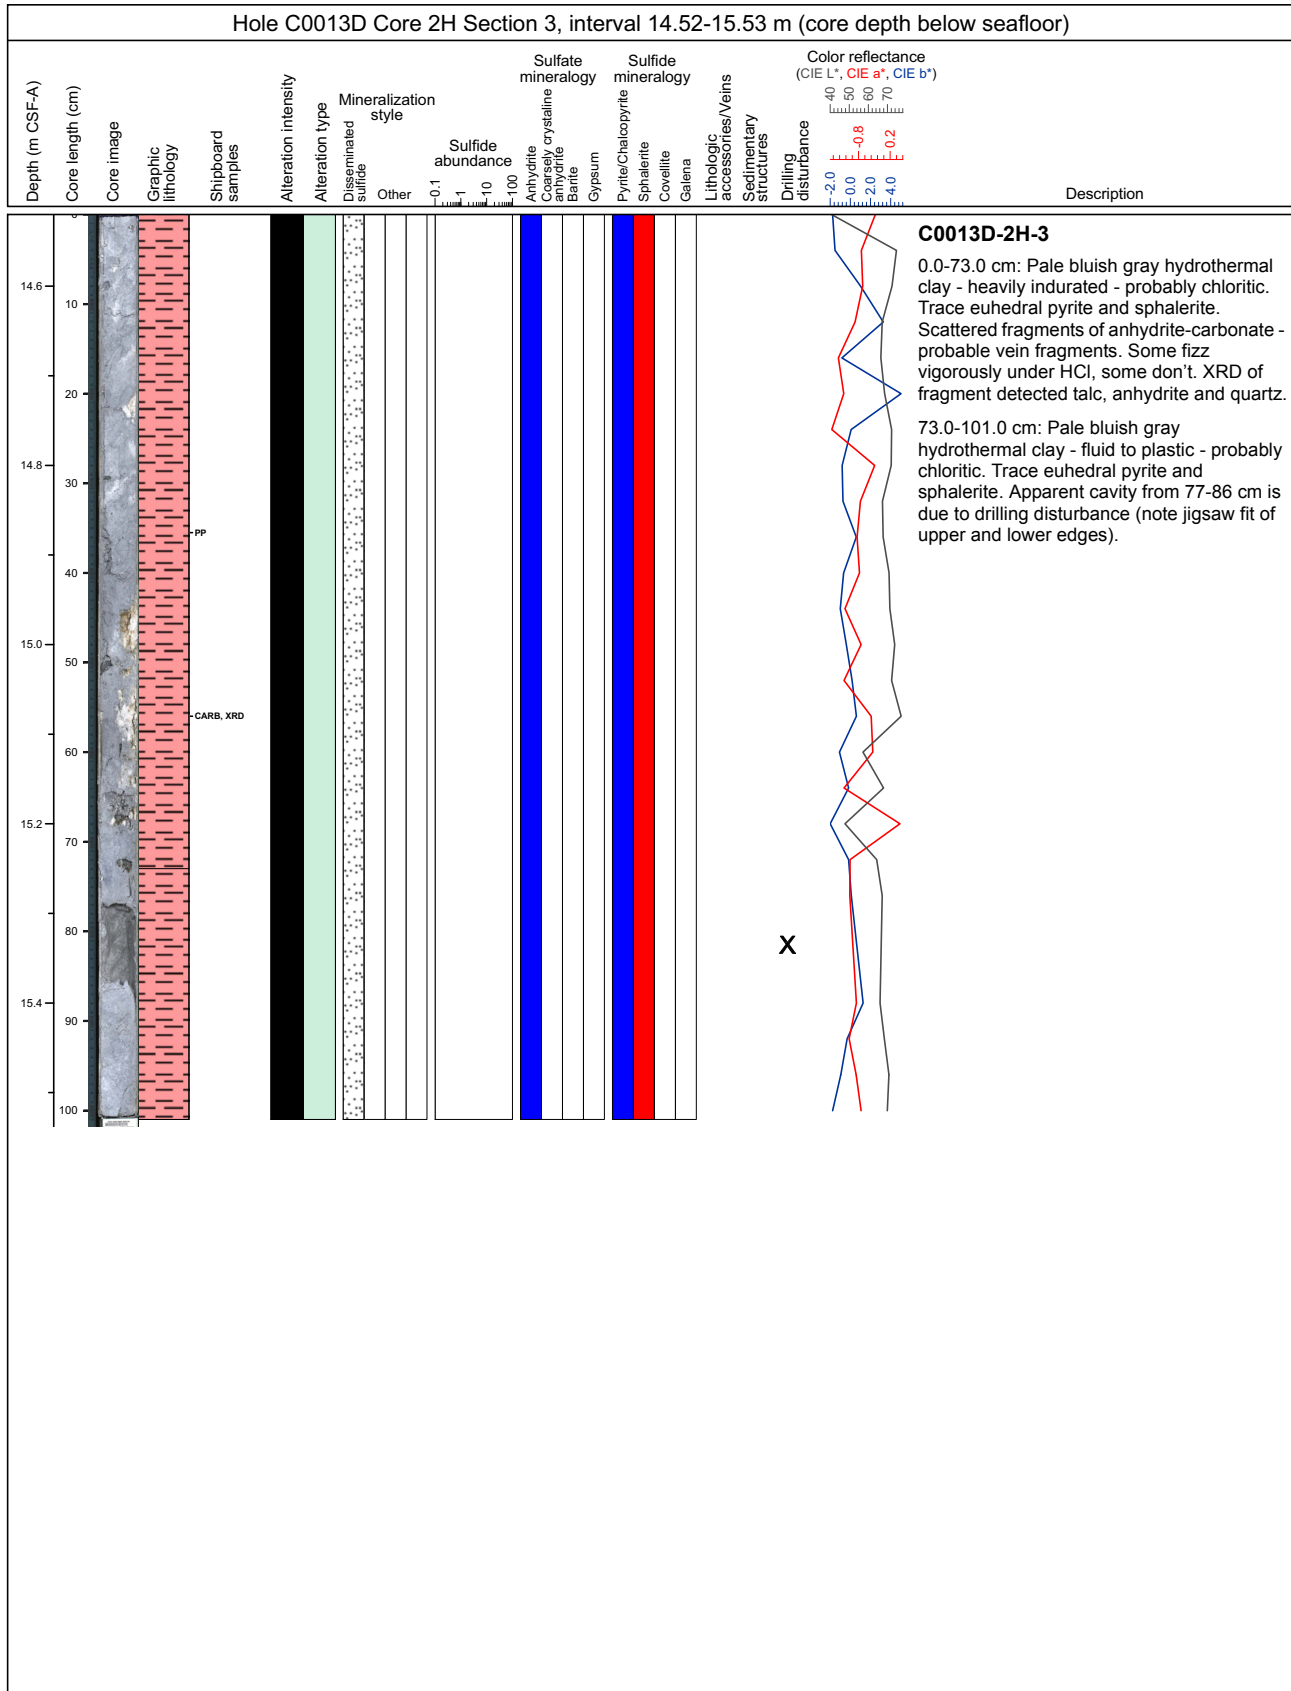 Hole C0013D Core 2H Section 3, interval 14.52-15.53 m (core depth below seafloor)
Depth (m CSF-A)
Core length (cm)
Core image
Graphic
lithology
Shipboard
samples
Alteration intensity
Alteration type
Mineralization
style
Disseminated
sulfide
Other
Sulfide
abundance
0.1
1
10
100
Sulfate
mineralogy
Anhydrite
Coarsely crystaline
anhydrite
Barite
Gypsum
Sulfide
mineralogy
Pyrite/Chalcopyrite
Sphalerite
Covellite
Galena
Lithologic
accessories/Veins
Sedimentary
structures
Drilling
disturbance
Color reflectance
(CIE L*, CIE a*, CIE b*)
40
50
60
70
-0.8
0.2
-2.0
0.0
2.0
4.0
Description
14.6
14.8
15.0
15.2
15.4
0
10
20
30
40
50
60
70
80
90
100
PP
CARB, XRD
X
C0013D-2H-3
0.0-73.0 cm: Pale bluish gray hydrothermal
clay - heavily indurated - probably chloritic.
Trace euhedral pyrite and sphalerite.
Scattered fragments of anhydrite-carbonate -
probable vein fragments. Some fizz
vigorously under HCl, some don't. XRD of
fragment detected talc, anhydrite and quartz.
73.0-101.0 cm: Pale bluish gray
hydrothermal clay - fluid to plastic - probably
chloritic. Trace euhedral pyrite and
sphalerite. Apparent cavity from 77-86 cm is
due to drilling disturbance (note jigsaw fit of
upper and lower edges).